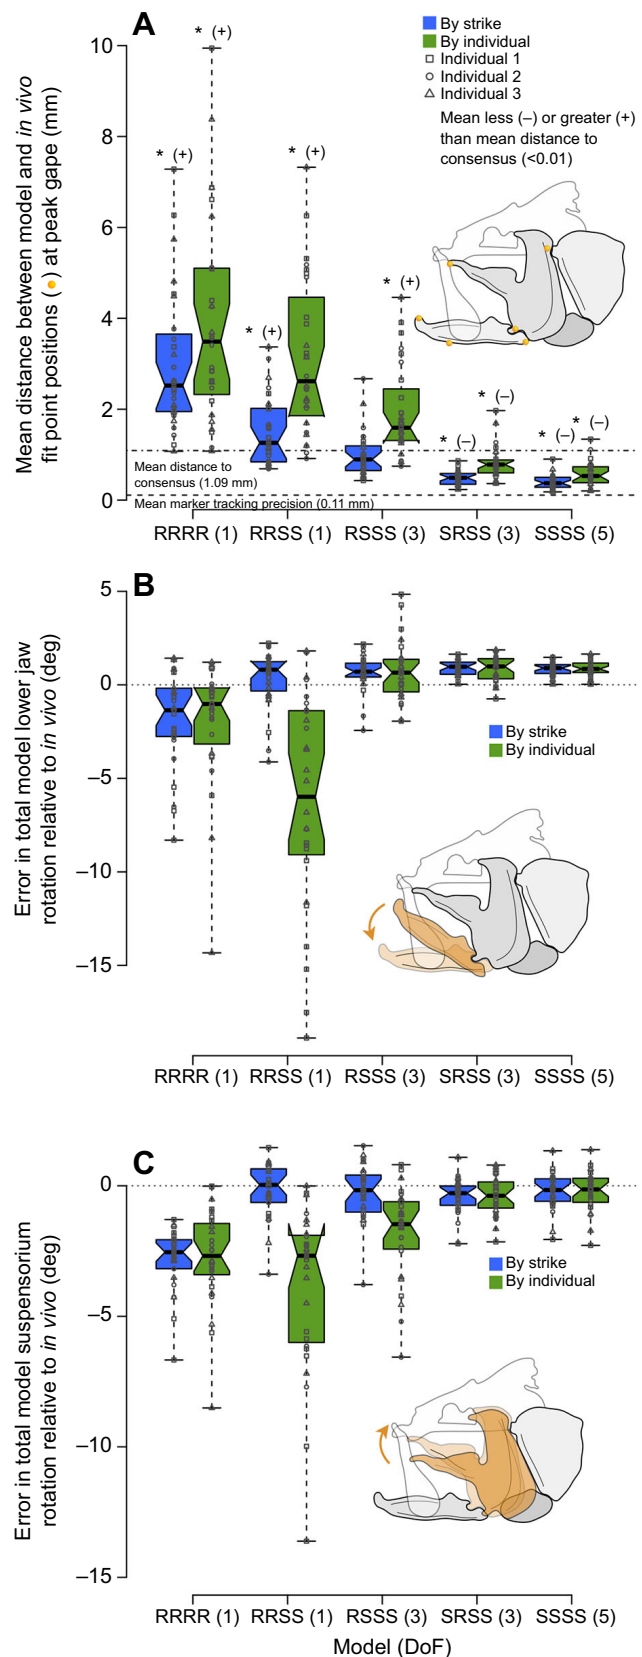 A
Mean distance between model and in vivo
fit point positions ( ) at peak gape (mm)
10
8
6
4
2
0
By strike
By individual
Individual 1
Individual 2
Individual 3
Mean less (–) or greater (+)
than mean distance to
consensus (<0.01)
* (+)
* (+)
* (+)
* (+)
* (+)
* (–)
* (–)
* (–)
Mean distance to
consensus (1.09 mm)
Mean marker tracking precision (0.11 mm)
RRRR (1) RRSS (1) RSSS (3) SRSS (3) SSSS (5)
B
Error in total model lower jaw
rotation relative to in vivo (deg)
5
0
–5
–10
–15
By strike
By individual
RRRR (1) RRSS (1) RSSS (3) SRSS (3) SSSS (5)
C
Error in total model suspensorium
rotation relative to in vivo (deg)
0
–5
–10
–15
By strike
By individual
RRRR (1) RRSS (1) RSSS (3) SRSS (3) SSSS (5)
Model (DoF)